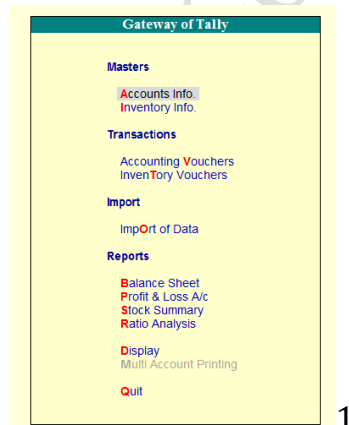 Gateway of Tally
Masters
Accounts Info.
Inventory Info.
Transactions
Accounting Vouchers
InvenTory Vouchers
Import
ImpOrt of Data
Reports
Balance Sheet
Profit & Loss A/c
Stock Summary
Ratio Analysis
Display
Multi Account Printing
Quit
1